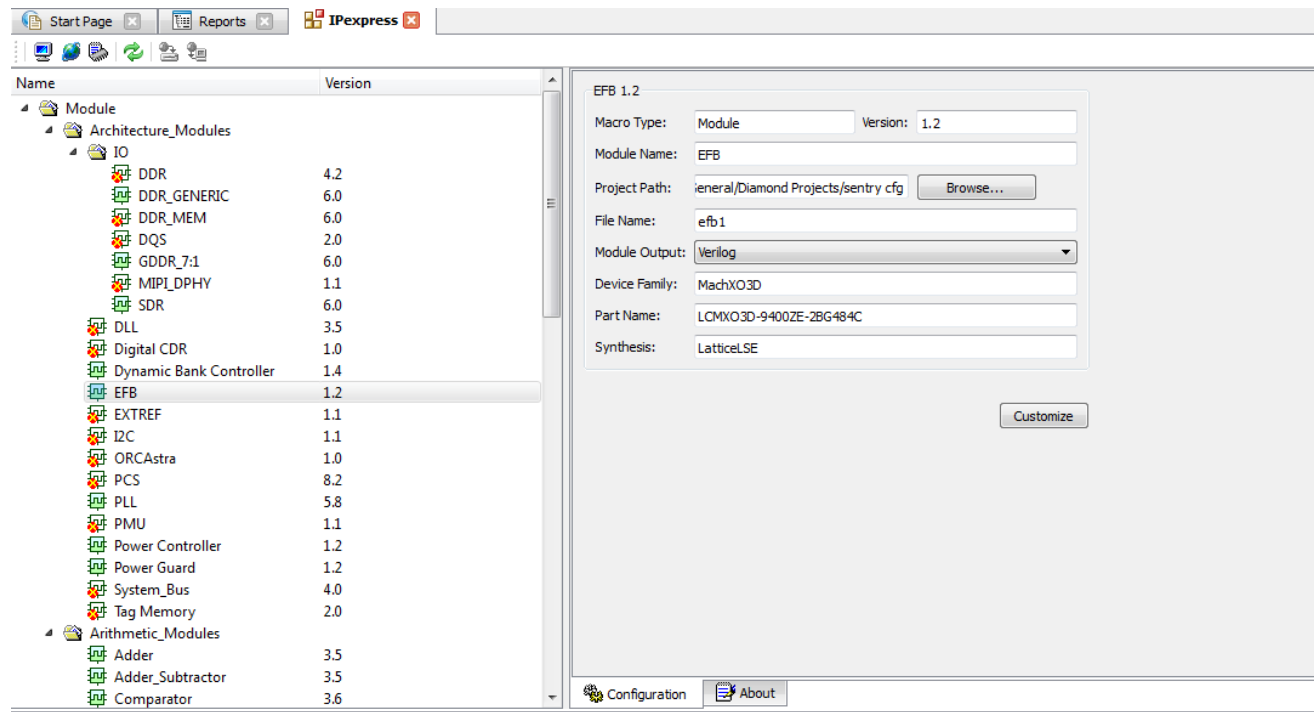 Start Page Reports IPexpress
Name Version
Module
Architecture_Modules
IO
DDR 4.2
DDR_GENERIC 6.0
DDR_MEM 6.0
DQS 2.0
GDDR_7:1 6.0
MIPI_DPHY 1.1
SDR 6.0
DLL 3.5
Digital CDR 1.0
Dynamic Bank Controller 1.4
EFB 1.2
EXTREF 1.1
I2C 1.1
ORCAstra 1.0
PCS 8.2
PLL 5.8
PMU 1.1
Power Controller 1.2
Power Guard 1.2
System_Bus 4.0
Tag Memory 2.0
Arithmetic_Modules
Adder 3.5
Adder_Subtractor 3.5
Comparator 3.6
EFB 1.2
Macro Type: Module Version: 1.2
Module Name: EFB
Project Path: General/Diamond Projects/sentry cfg Browse...
File Name: efb1
Module Output: Verilog
Device Family: MachXO3D
Part Name: LCMXO3D-9400ZE-2BG484C
Synthesis: LatticeLSE
Customize
Configuration About